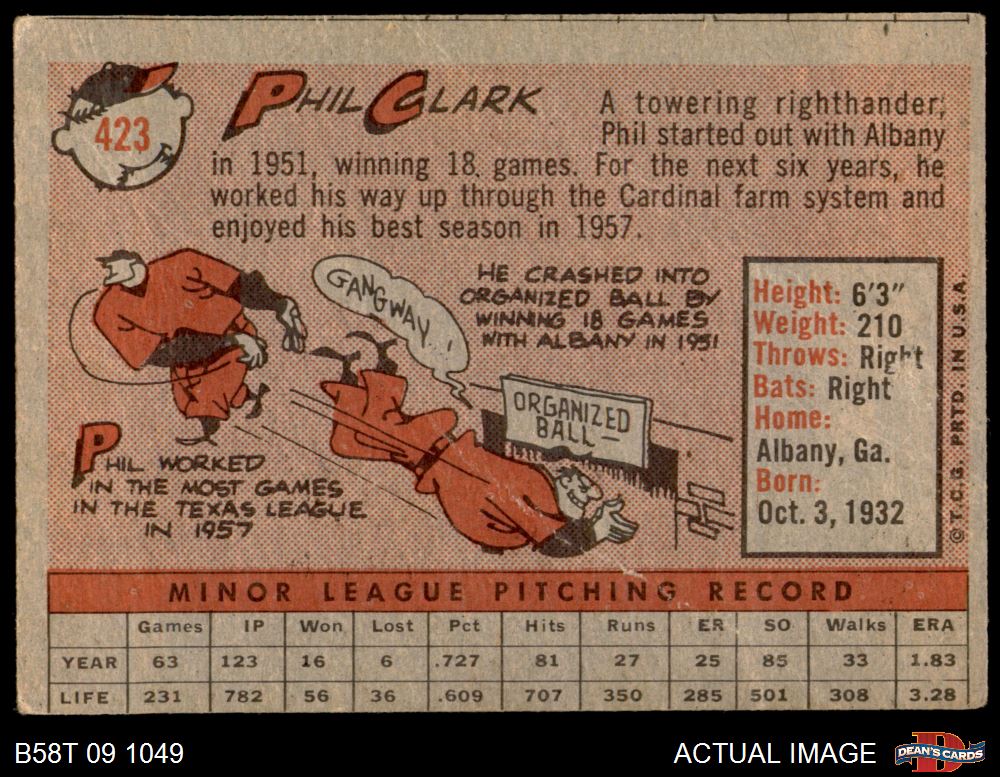 423
PHIL CLARK
A towering righthander,
Phil started out with Albany
in 1951, winning 18 games. For the next six years, he
worked his way up through the Cardinal farm system and
enjoyed his best season in 1957.
GANGWAY!
HE CRASHED INTO
ORGANIZED BALL BY
WINNING 18 GAMES
WITH ALBANY IN 1951
ORGANIZED
BALL—
PHIL WORKED
IN THE MOST GAMES
IN THE TEXAS LEAGUE
IN 1957
Height: 6'3"
Weight: 210
Throws: Right
Bats: Right
Home:
Albany, Ga.
Born:
Oct. 3, 1932
© T.C.G. PRTD. IN U.S.A.
MINOR LEAGUE PITCHING RECORD
Games IP Won Lost Pct Hits Runs ER SO Walks ERA
YEAR 63 123 16 6 .727 81 27 25 85 33 1.83
LIFE 231 782 56 36 .609 707 350 285 501 308 3.28
B58T 09 1049
ACTUAL IMAGE
DEAN'S CARDS